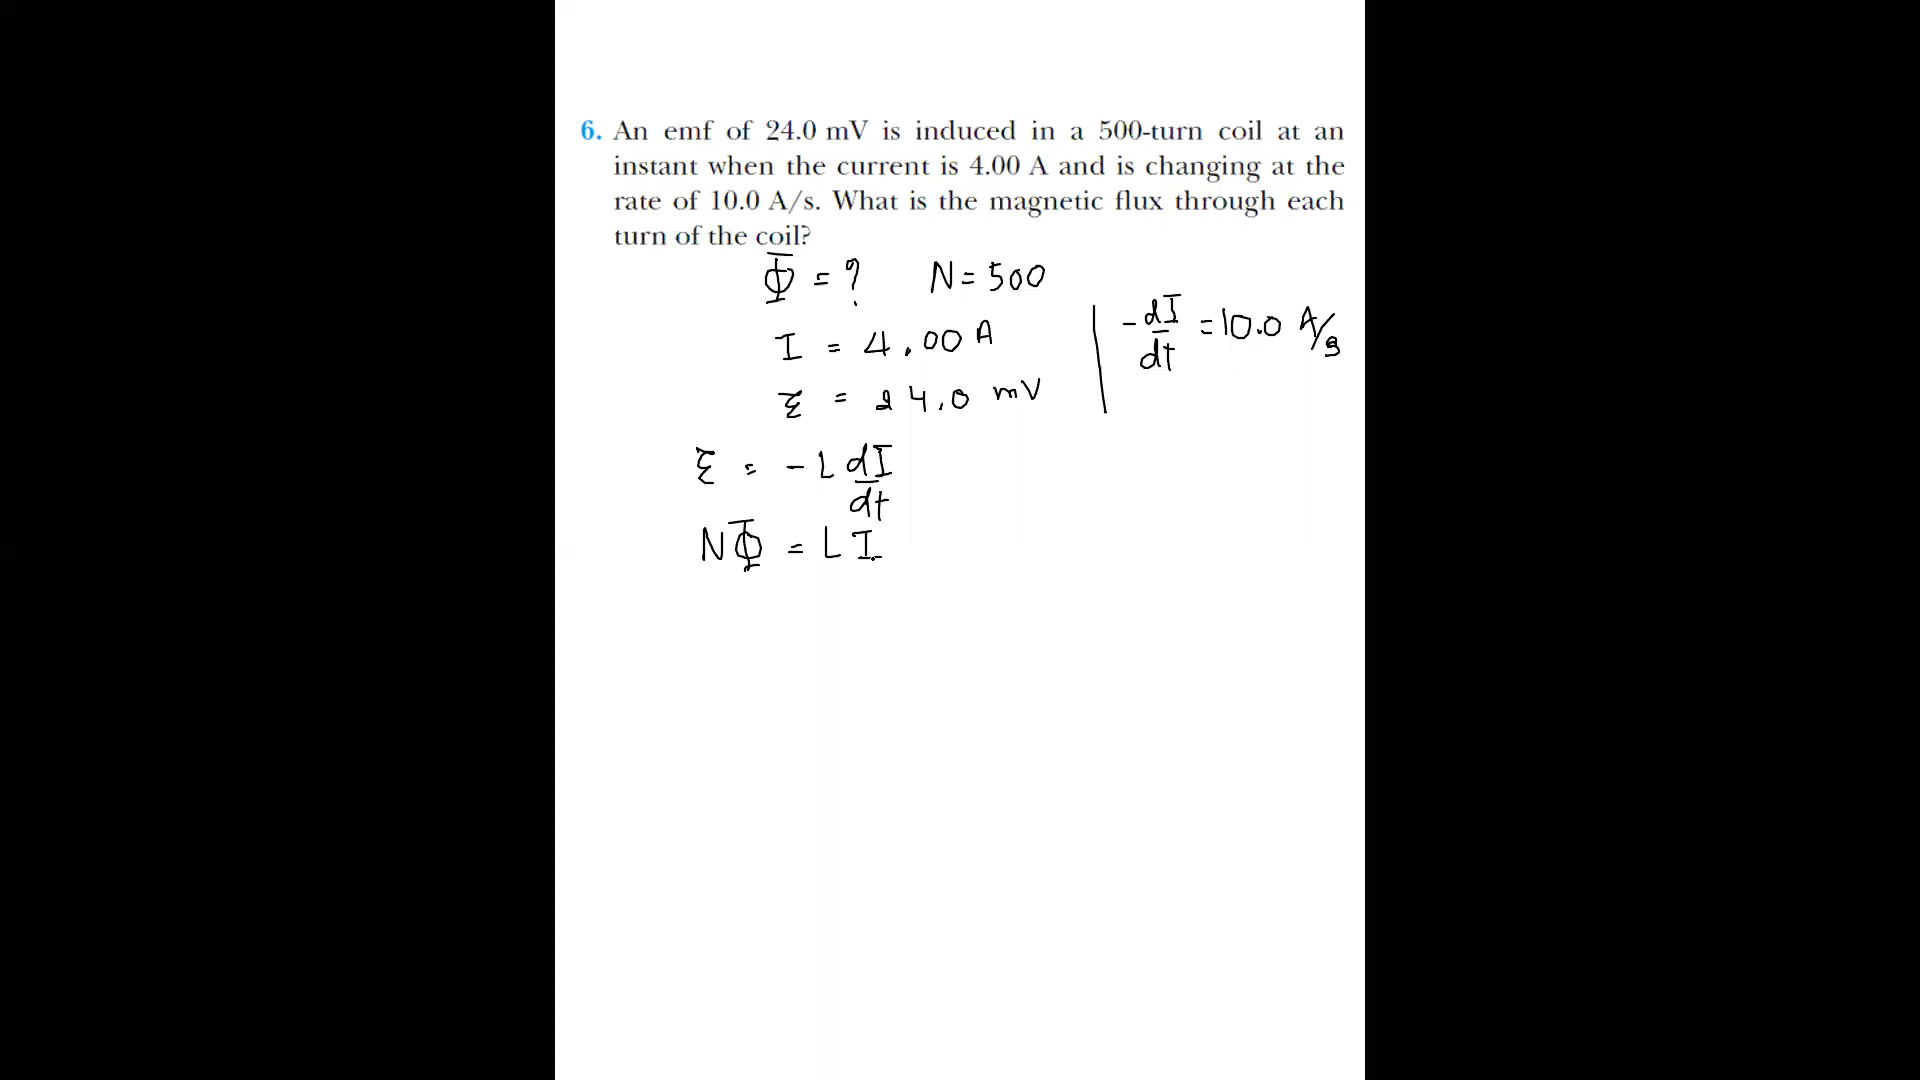 6. An emf of 24.0 mV is induced in a 500-turn coil at an
instant when the current is 4.00 A and is changing at the
rate of 10.0 A/s. What is the magnetic flux through each
turn of the coil?
Φ = ? N = 500
I = 4.00 A
-dI/dt = 10.0 A/s
ξ = 24.0 mV
ξ = -L dI/dt
NΦ = LI